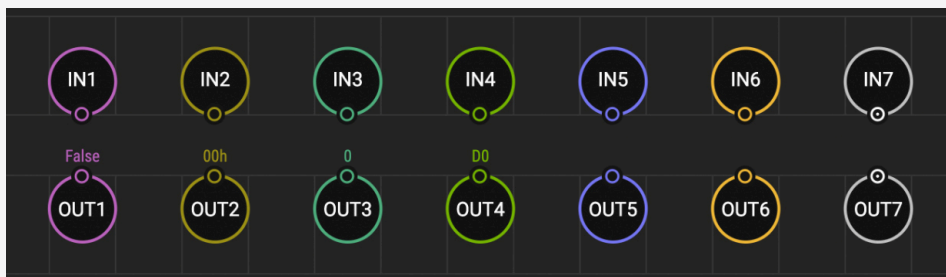 IN1 IN2 IN3 IN4 IN5 IN6 IN7
False 00h 0 D0
OUT1 OUT2 OUT3 OUT4 OUT5 OUT6 OUT7